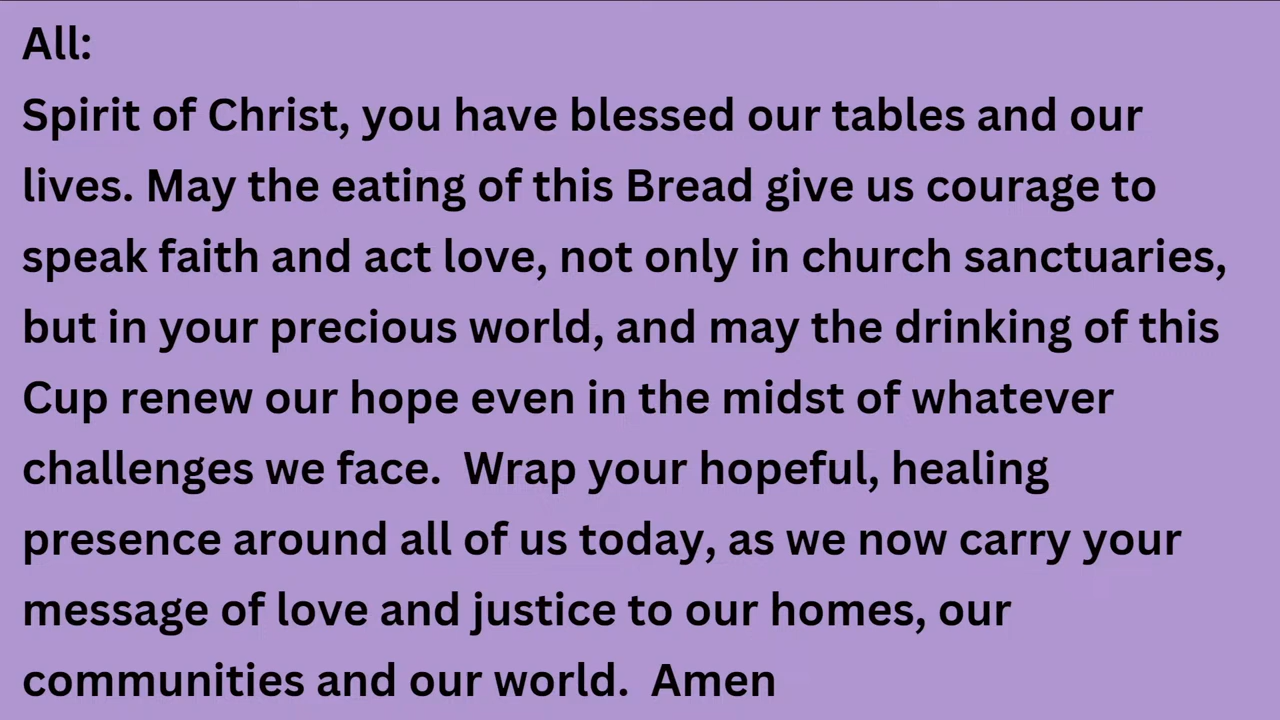 All:
Spirit of Christ, you have blessed our tables and our
lives. May the eating of this Bread give us courage to
speak faith and act love, not only in church sanctuaries,
but in your precious world, and may the drinking of this
Cup renew our hope even in the midst of whatever
challenges we face.  Wrap your hopeful, healing
presence around all of us today, as we now carry your
message of love and justice to our homes, our
communities and our world.  Amen